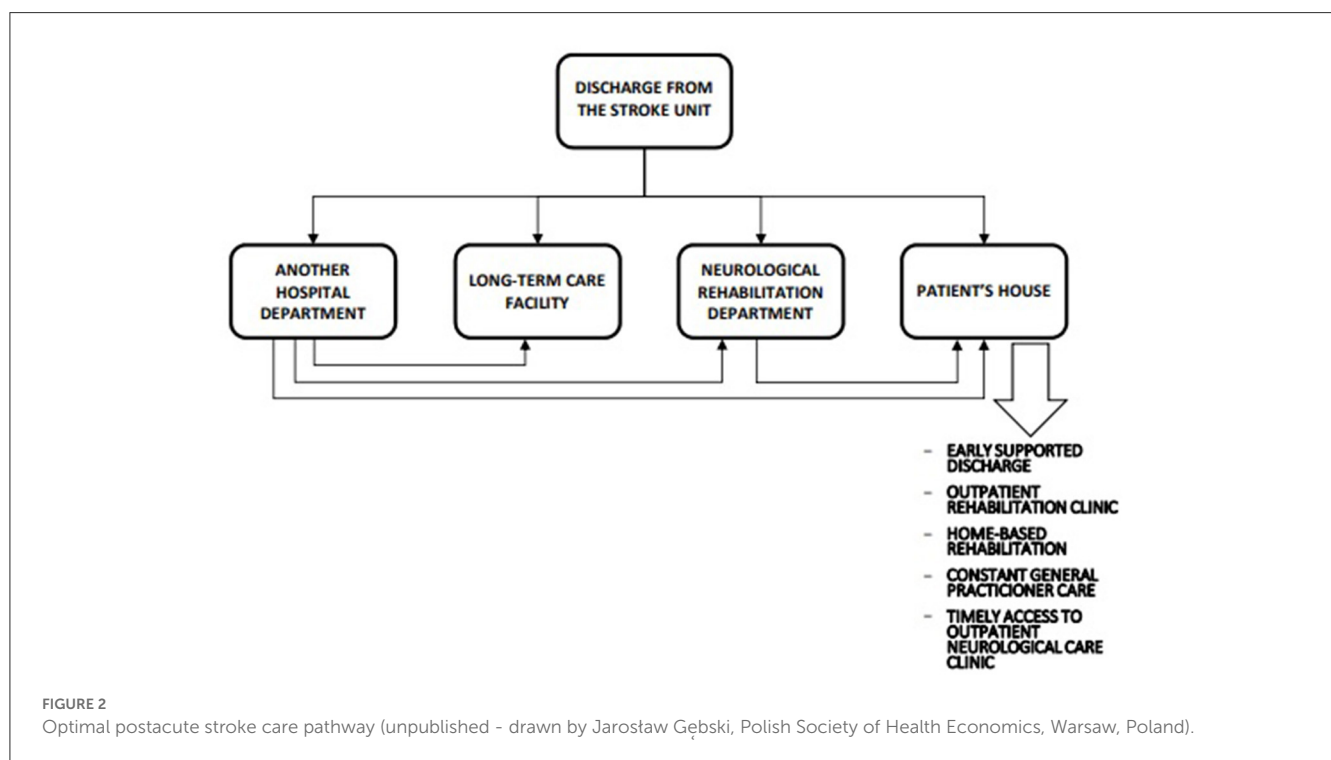 DISCHARGE FROM
THE STROKE UNIT
ANOTHER
HOSPITAL
DEPARTMENT
LONG-TERM CARE
FACILITY
NEUROLOGICAL
REHABILITATION
DEPARTMENT
PATIENT'S HOUSE
– EARLY SUPPORTED
DISCHARGE
– OUTPATIENT
REHABILITATION CLINIC
– HOME-BASED
REHABILITATION
– CONSTANT GENERAL
PRACTICIONER CARE
– TIMELY ACCESS TO
OUTPATIENT
NEUROLOGICAL CARE
CLINIC
FIGURE 2
Optimal postacute stroke care pathway (unpublished - drawn by Jarosław Gębski, Polish Society of Health Economics, Warsaw, Poland).